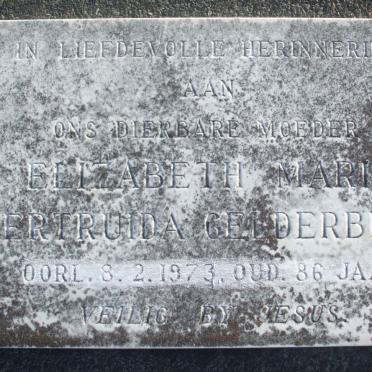 IN LIEFDEVOLLE HERINNERI
AAN
ONS DIERBARE MOEDER
ELIZABETH MARI
ERTRUIDA GELDERB
OORL. 8.2.1973, OUD. 86 JA
VEILIG BY JESUS.